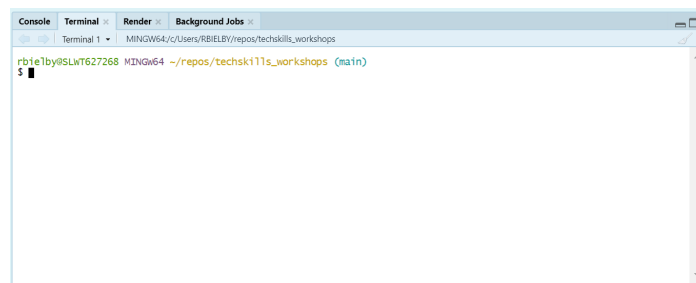 Console Terminal Render Background Jobs
Terminal 1 MINGW64:/c/Users/RBIELBY/repos/techskills_workshops
rbielby@SLWT627268 MINGW64 ~/repos/techskills_workshops (main)
$